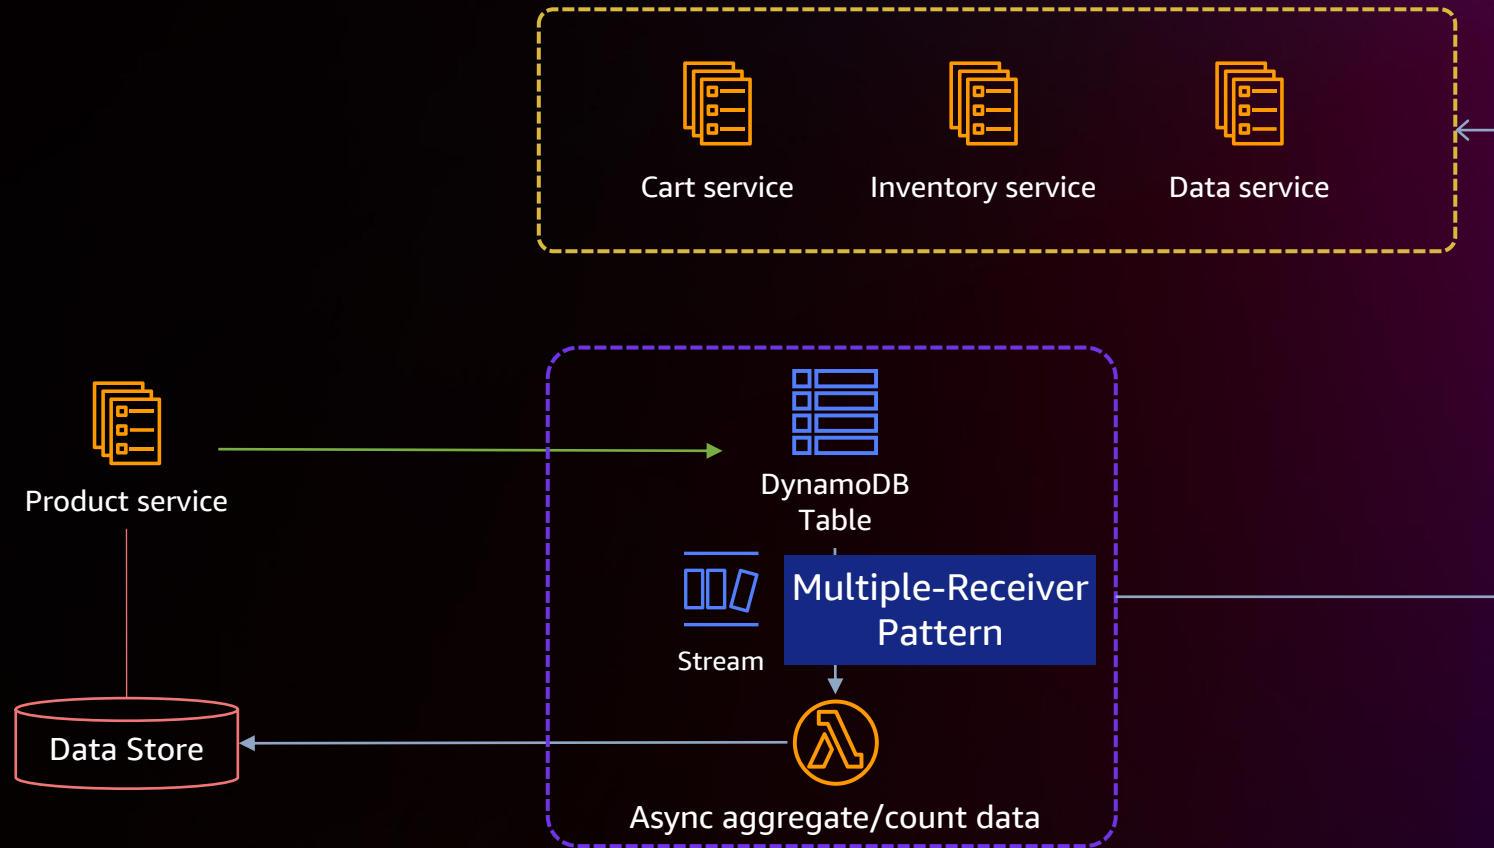 Cart service
Inventory service
Data service
Product service
DynamoDB
Table
Multiple-Receiver
Pattern
Stream
Data Store
Async aggregate/count data